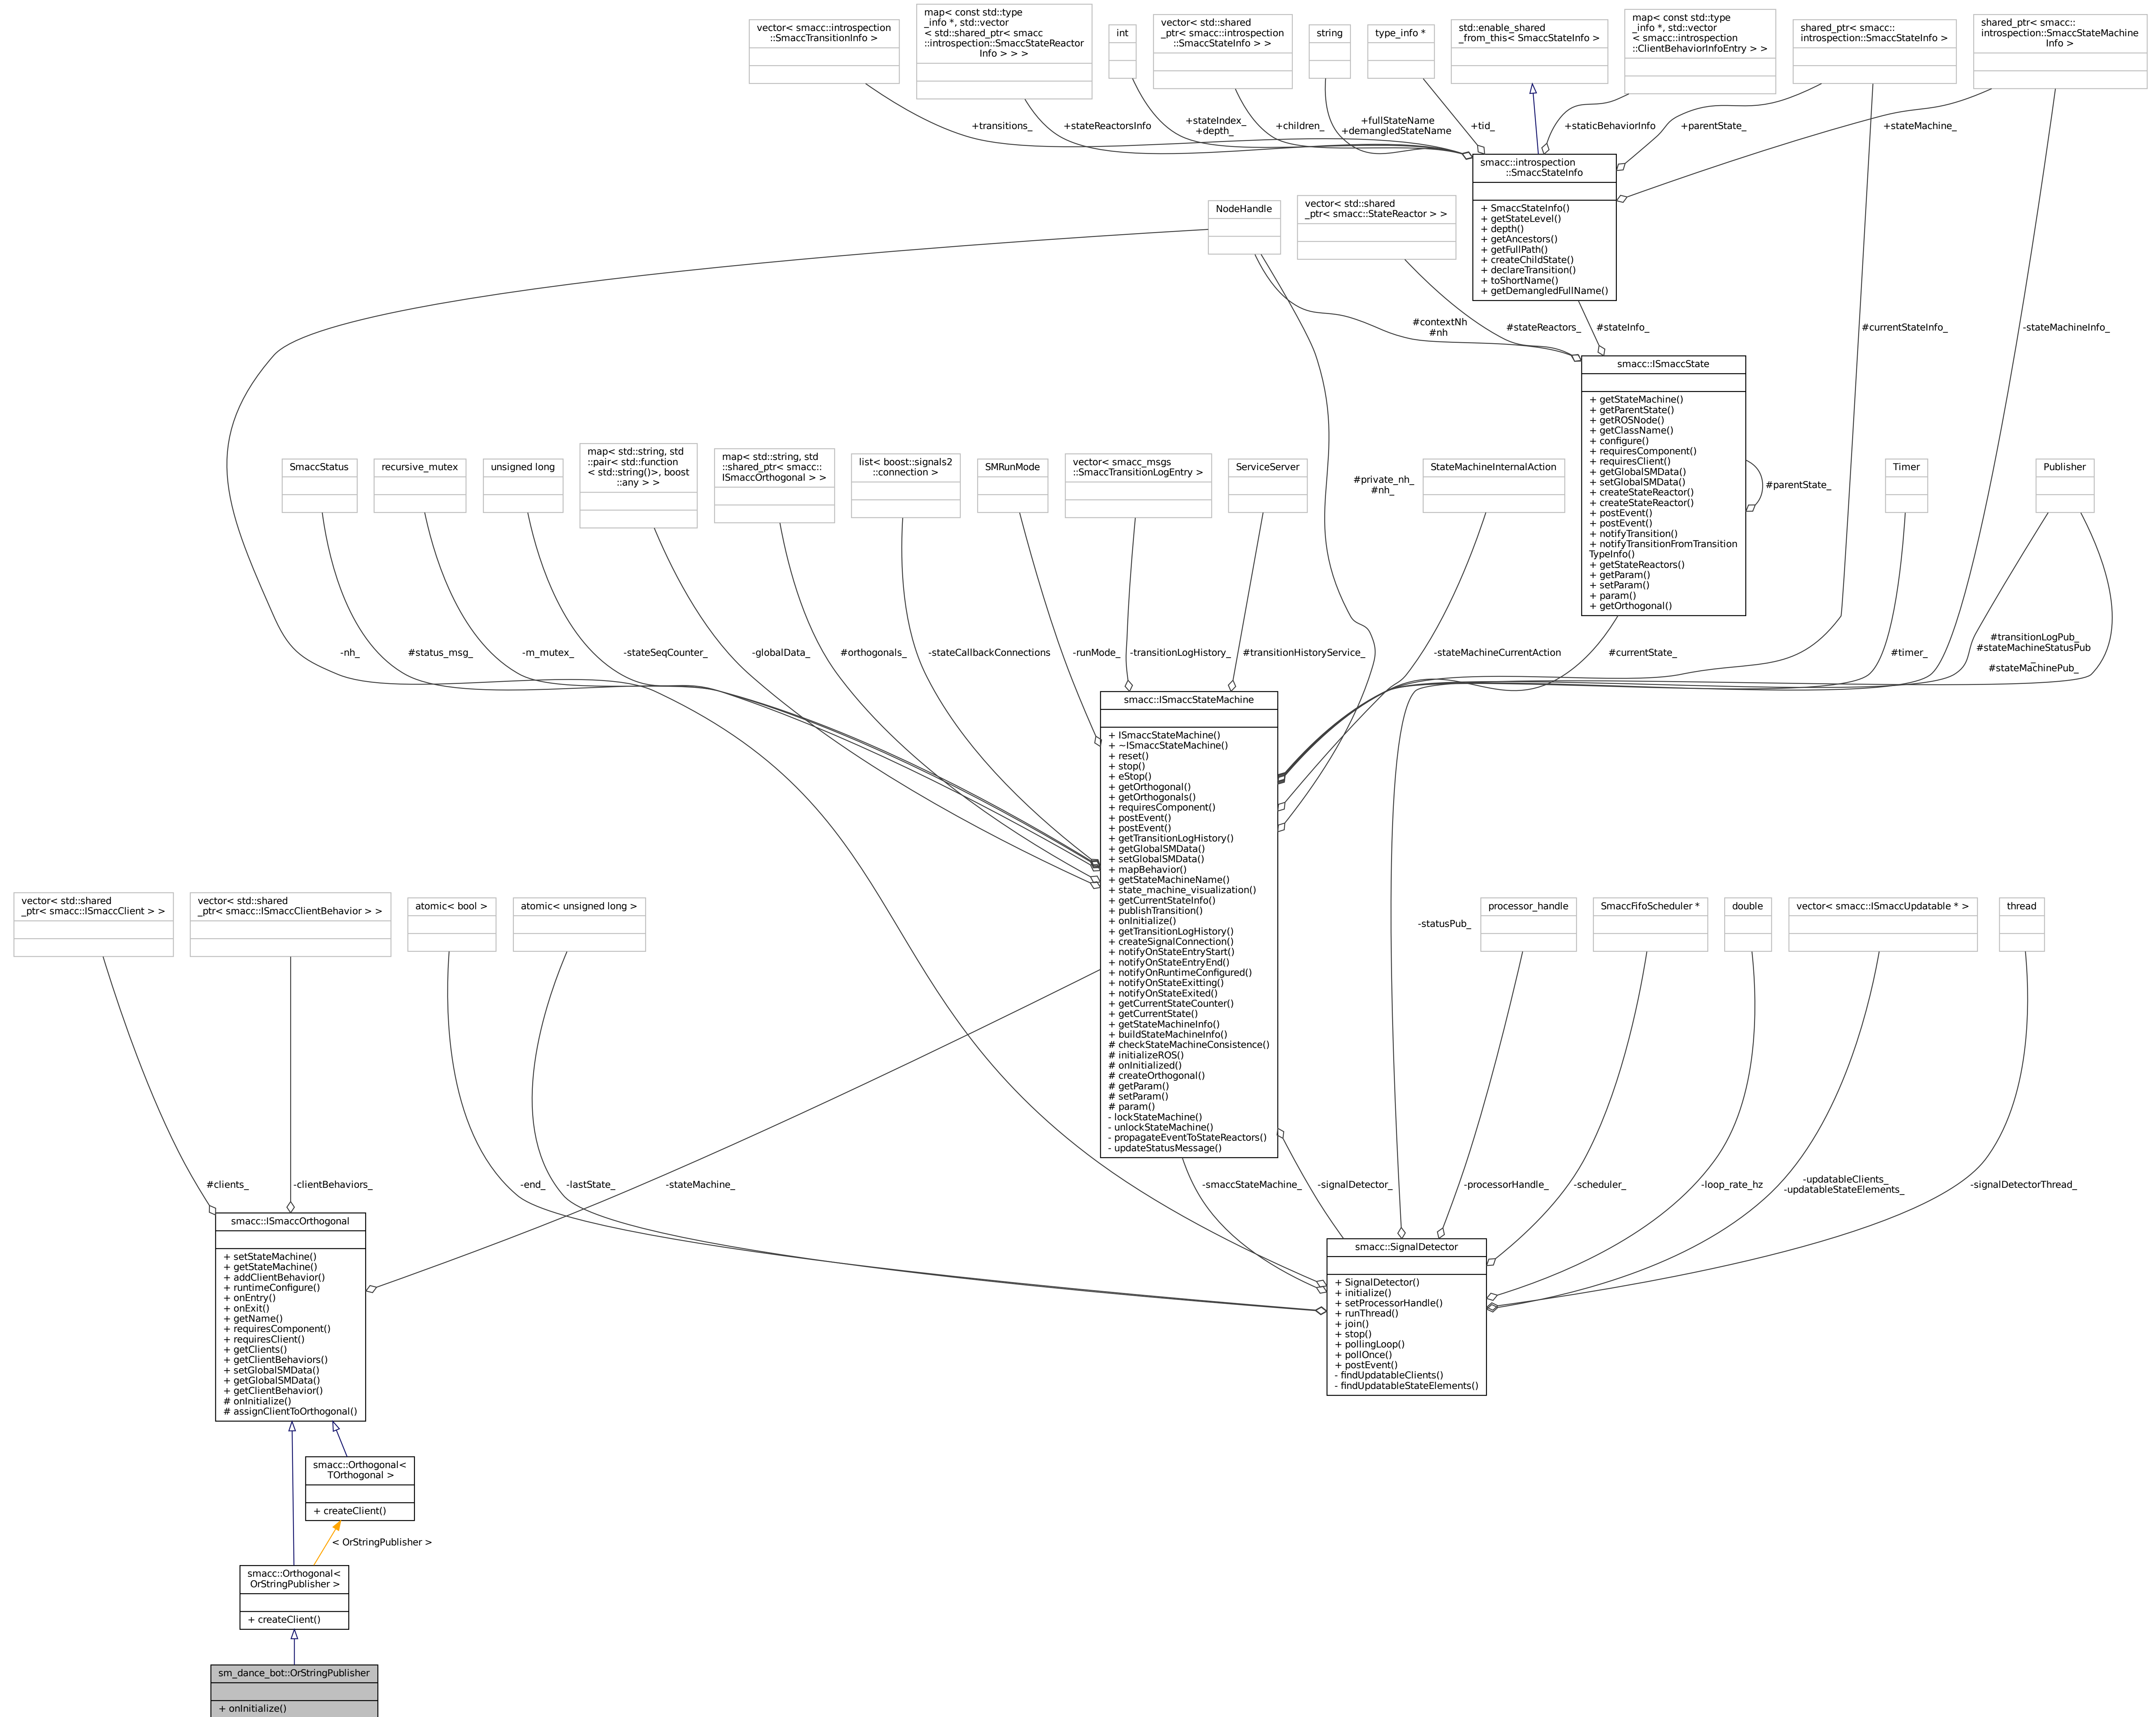 vector< smacc::introspection
::SmaccTransitionInfo >
map< const std::type
_info *, std::vector
< std::shared_ptr< smacc
::introspection::SmaccStateReactor
Info > > >
int
vector< std::shared
_ptr< smacc::introspection
::SmaccStateInfo > >
string
type_info *
std::enable_shared
_from_this< SmaccStateInfo >
map< const std::type
_info *, std::vector
< smacc::introspection
::ClientBehaviorInfoEntry > >
shared_ptr< smacc::
introspection::SmaccStateInfo >
shared_ptr< smacc::
introspection::SmaccStateMachine
Info >
+transitions_
+stateReactorsInfo
+stateIndex_
+depth_
+children_
+fullStateName
+demangledStateName
+tid_
+staticBehaviorInfo
+parentState_
+stateMachine_
smacc::introspection
::SmaccStateInfo
+ SmaccStateInfo()
+ getStateLevel()
+ depth()
+ getAncestors()
+ getFullPath()
+ createChildState()
+ declareTransition()
+ toShortName()
+ getDemangledFullName()
NodeHandle
vector< std::shared
_ptr< smacc::StateReactor > >
#contextNh
#nh
#stateReactors_
#stateInfo_
#currentStateInfo_
-stateMachineInfo_
smacc::ISmaccState
+ getStateMachine()
+ getParentState()
+ getROSNode()
+ getClassName()
+ configure()
+ requiresComponent()
+ requiresClient()
+ getGlobalSMData()
+ setGlobalSMData()
+ createStateReactor()
+ createStateReactor()
+ postEvent()
+ postEvent()
+ notifyTransition()
+ notifyTransitionFromTransition
TypeInfo()
+ getStateReactors()
+ getParam()
+ setParam()
+ param()
+ getOrthogonal()
#parentState_
SmaccStatus
recursive_mutex
unsigned long
map< std::string, std
::pair< std::function
< std::string()>, boost
::any > >
map< std::string, std
::shared_ptr< smacc::
ISmaccOrthogonal > >
list< boost::signals2
::connection >
SMRunMode
vector< smacc_msgs
::SmaccTransitionLogEntry >
ServiceServer
#private_nh_
#nh_
StateMachineInternalAction
Timer
Publisher
-nh_
#status_msg_
-m_mutex_
-stateSeqCounter_
-globalData_
#orthogonals_
-stateCallbackConnections
-runMode_
-transitionLogHistory_
#transitionHistoryService_
-stateMachineCurrentAction
#currentState_
#timer_
#transitionLogPub_
#stateMachineStatusPub
_
#stateMachinePub_
smacc::ISmaccStateMachine
+ ISmaccStateMachine()
+ ~ISmaccStateMachine()
+ reset()
+ stop()
+ eStop()
+ getOrthogonal()
+ getOrthogonals()
+ requiresComponent()
+ postEvent()
+ postEvent()
+ getTransitionLogHistory()
+ getGlobalSMData()
+ setGlobalSMData()
+ mapBehavior()
+ getStateMachineName()
+ state_machine_visualization()
+ getCurrentStateInfo()
+ publishTransition()
+ onInitialize()
+ getTransitionLogHistory()
+ createSignalConnection()
+ notifyOnStateEntryStart()
+ notifyOnStateEntryEnd()
+ notifyOnRuntimeConfigured()
+ notifyOnStateExitting()
+ notifyOnStateExited()
+ getCurrentStateCounter()
+ getCurrentState()
+ getStateMachineInfo()
+ buildStateMachineInfo()
# checkStateMachineConsistence()
# initializeROS()
# onInitialized()
# createOrthogonal()
# getParam()
# setParam()
# param()
- lockStateMachine()
- unlockStateMachine()
- propagateEventToStateReactors()
- updateStatusMessage()
vector< std::shared
_ptr< smacc::ISmaccClient > >
vector< std::shared
_ptr< smacc::ISmaccClientBehavior > >
atomic< bool >
atomic< unsigned long >
-statusPub_
processor_handle
SmaccFifoScheduler *
double
vector< smacc::ISmaccUpdatable * >
thread
#clients_
-clientBehaviors_
-end_
-lastState_
-stateMachine_
-smaccStateMachine_
-signalDetector_
-processorHandle_
-scheduler_
-loop_rate_hz
-updatableClients_
-updatableStateElements_
-signalDetectorThread_
smacc::ISmaccOrthogonal
+ setStateMachine()
+ getStateMachine()
+ addClientBehavior()
+ runtimeConfigure()
+ onEntry()
+ onExit()
+ getName()
+ requiresComponent()
+ requiresClient()
+ getClients()
+ getClientBehaviors()
+ setGlobalSMData()
+ getGlobalSMData()
+ getClientBehavior()
# onInitialize()
# assignClientToOrthogonal()
smacc::SignalDetector
+ SignalDetector()
+ initialize()
+ setProcessorHandle()
+ runThread()
+ join()
+ stop()
+ pollingLoop()
+ pollOnce()
+ postEvent()
- findUpdatableClients()
- findUpdatableStateElements()
smacc::Orthogonal<
TOrthogonal >
+ createClient()
< OrStringPublisher >
smacc::Orthogonal<
OrStringPublisher >
+ createClient()
sm_dance_bot::OrStringPublisher
+ onInitialize()